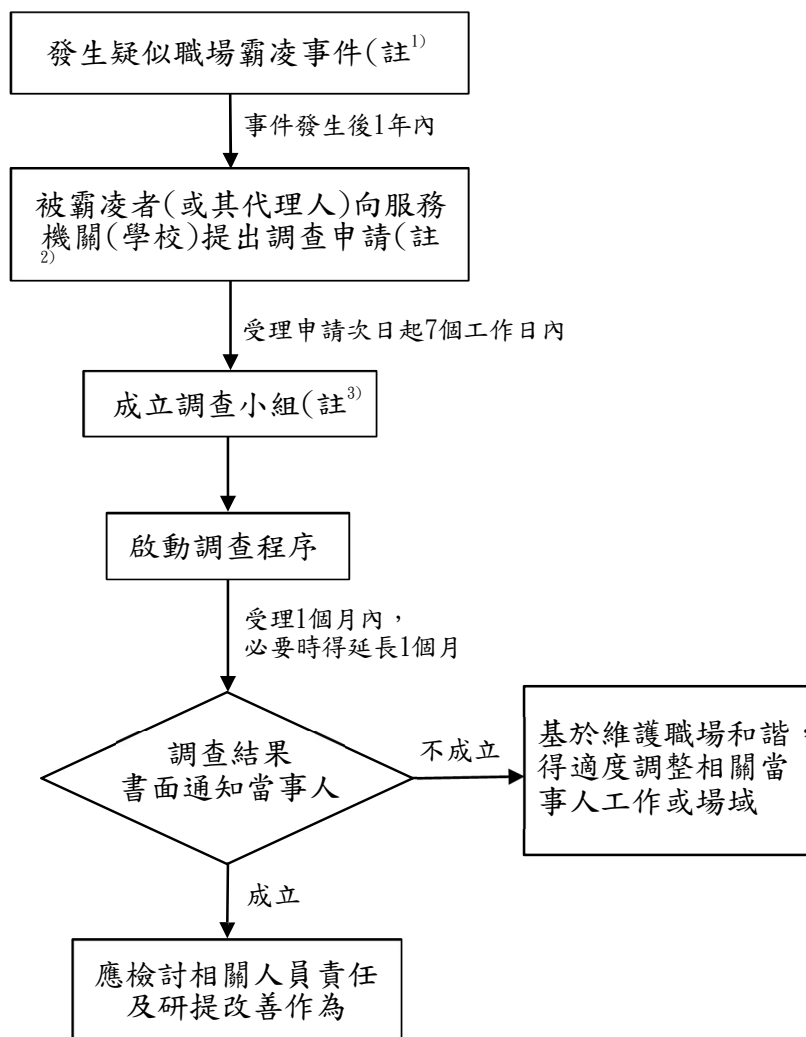 發生疑似職場霸凌事件(註1)
事件發生後1年內
被霸凌者(或其代理人)向服務
機關(學校)提出調查申請(註
2)
受理申請次日起7個工作日內
成立調查小組(註3)
啟動調查程序
受理1個月內，
必要時得延長1個月
調查結果
書面通知當事人
不成立
基於維護職場和諧，
得適度調整相關當
事人工作或場域
成立
應檢討相關人員責任
及研提改善作為